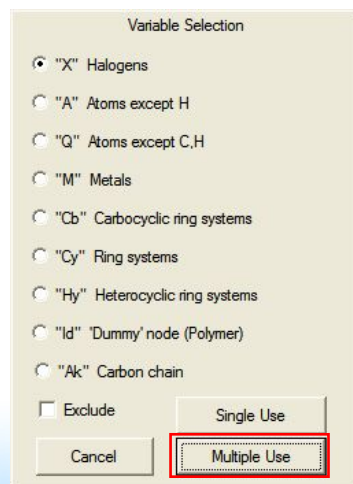 Variable Selection
"X" Halogens
"A" Atoms except H
"Q" Atoms except C,H
"M" Metals
"Cb" Carbocyclic ring systems
"Cy" Ring systems
"Hy" Heterocyclic ring systems
"Id" 'Dummy' node (Polymer)
"Ak" Carbon chain
Exclude
Single Use
Cancel
Multiple Use